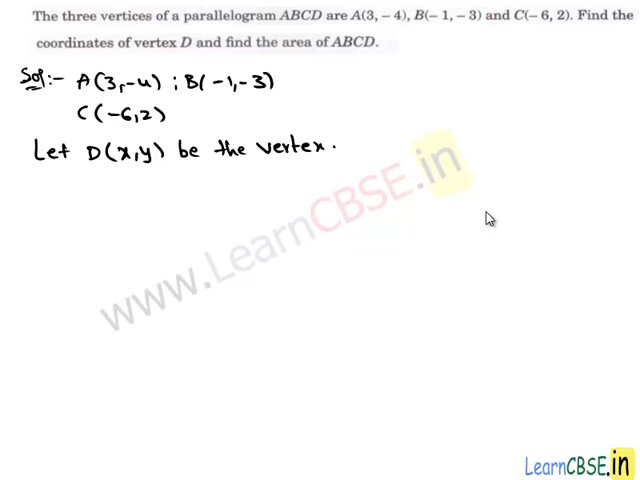 The three vertices of a parallelogram ABCD are A(3, – 4), B(– 1, – 3) and C(– 6, 2). Find the
coordinates of vertex D and find the area of ABCD.
Sol:- A(3,-4) ; B(-1,-3)
C(-6,2)
Let D(x,y) be the vertex.
www.LearnCBSE.in
LearnCBSE.in